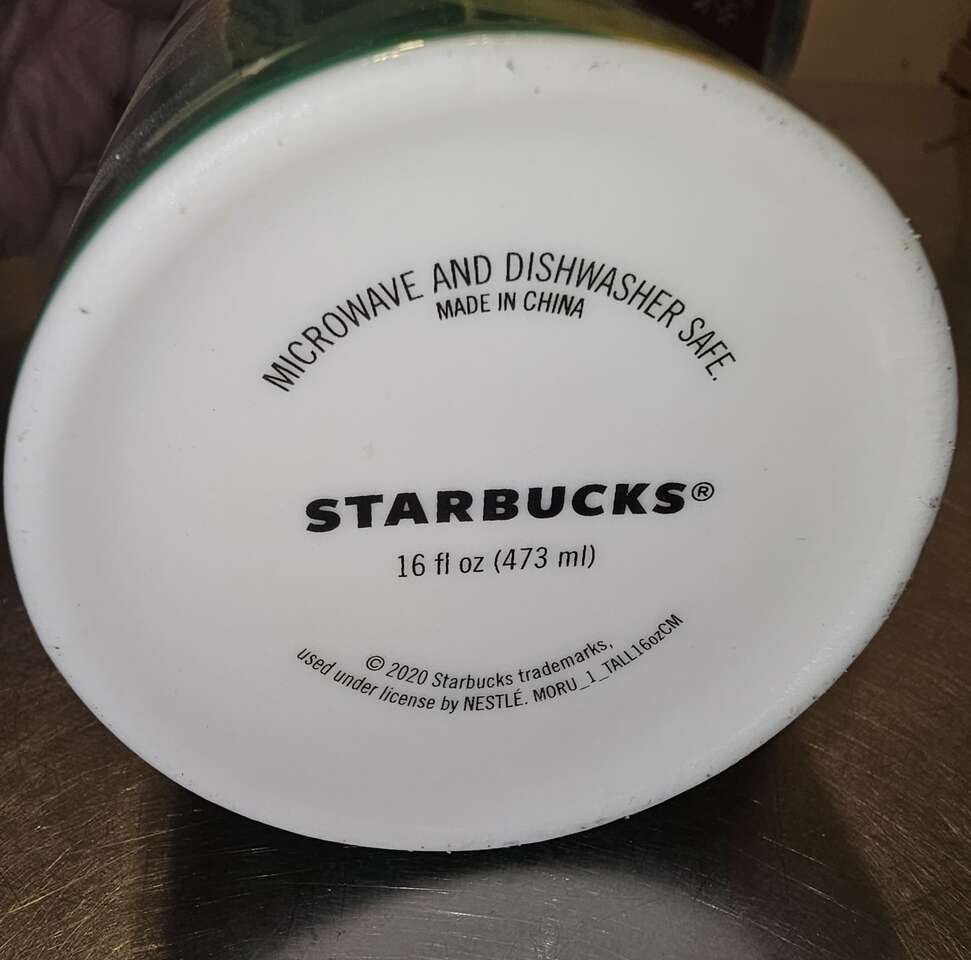 MICROWAVE AND DISHWASHER SAFE.
MADE IN CHINA
STARBUCKS®
16 fl oz (473 ml)
© 2020 Starbucks trademarks,
used under license by NESTLÉ. MORU_1_TALL16ozCM